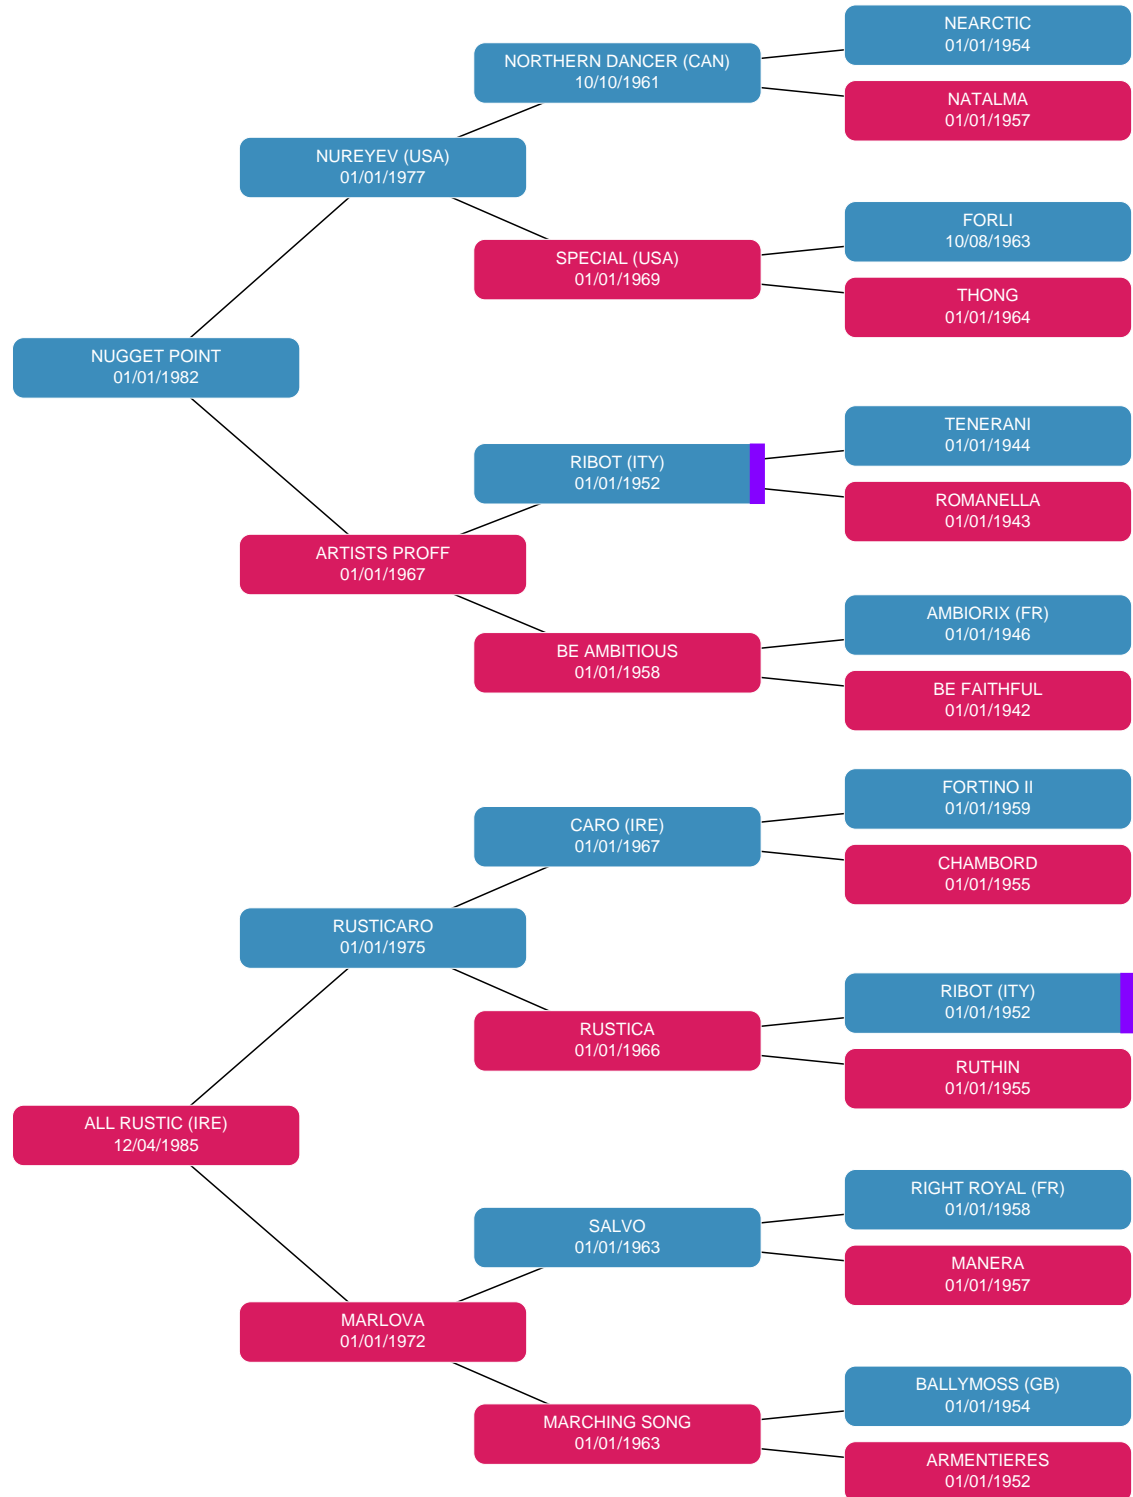 NEARCTIC
01/01/1954
NORTHERN DANCER (CAN)
10/10/1961
NATALMA
01/01/1957
NUREYEV (USA)
01/01/1977
FORLI
10/08/1963
SPECIAL (USA)
01/01/1969
THONG
01/01/1964
NUGGET POINT
01/01/1982
TENERANI
01/01/1944
RIBOT (ITY)
01/01/1952
ROMANELLA
01/01/1943
ARTISTS PROFF
01/01/1967
AMBIORIX (FR)
01/01/1946
BE AMBITIOUS
01/01/1958
BE FAITHFUL
01/01/1942
FORTINO II
01/01/1959
CARO (IRE)
01/01/1967
CHAMBORD
01/01/1955
RUSTICARO
01/01/1975
RIBOT (ITY)
01/01/1952
RUSTICA
01/01/1966
RUTHIN
01/01/1955
ALL RUSTIC (IRE)
12/04/1985
RIGHT ROYAL (FR)
01/01/1958
SALVO
01/01/1963
MANERA
01/01/1957
MARLOVA
01/01/1972
BALLYMOSS (GB)
01/01/1954
MARCHING SONG
01/01/1963
ARMENTIERES
01/01/1952